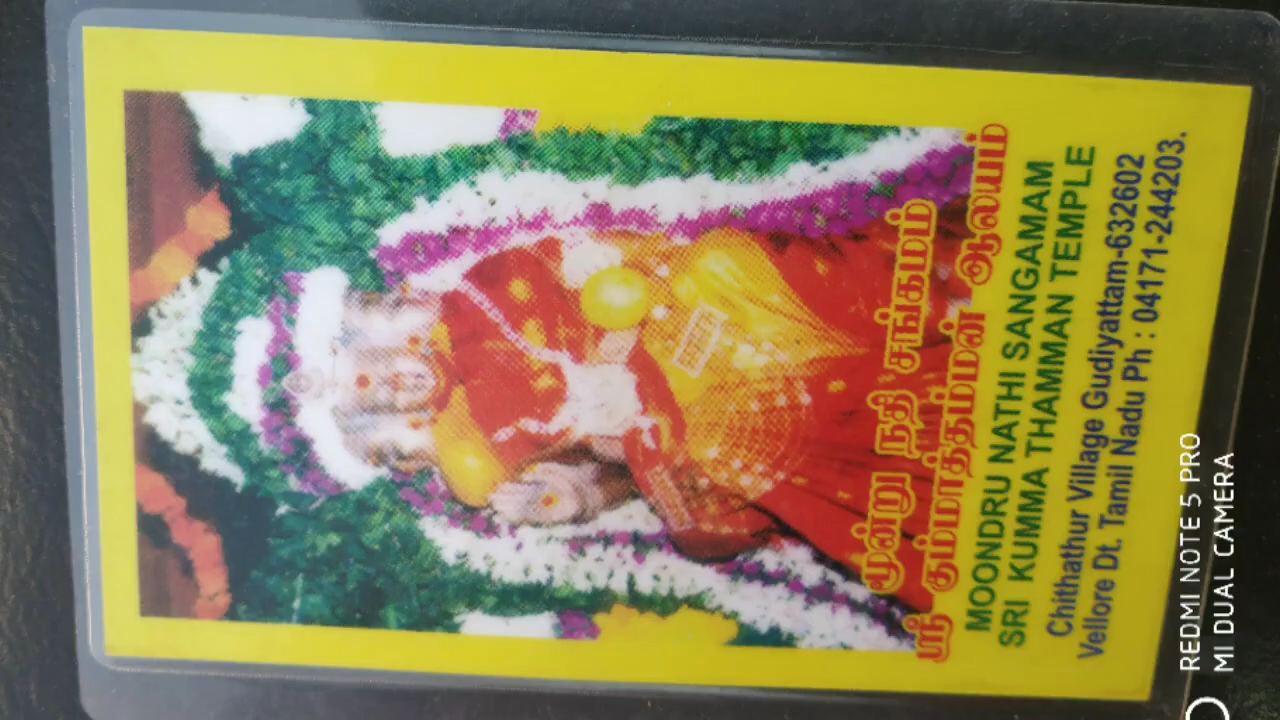 மூன்று நதி சங்கமம்
ஸ்ரீ கும்மாத்தம்மன் ஆலயம்
MOONDRU NATHI SANGAMAM
SRI KUMMA THAMMAN TEMPLE
Chithathur Village Gudiyattam-632602
Vellore Dt. Tamil Nadu Ph : 04171-244203.
REDMI NOTE 5 PRO
MI DUAL CAMERA